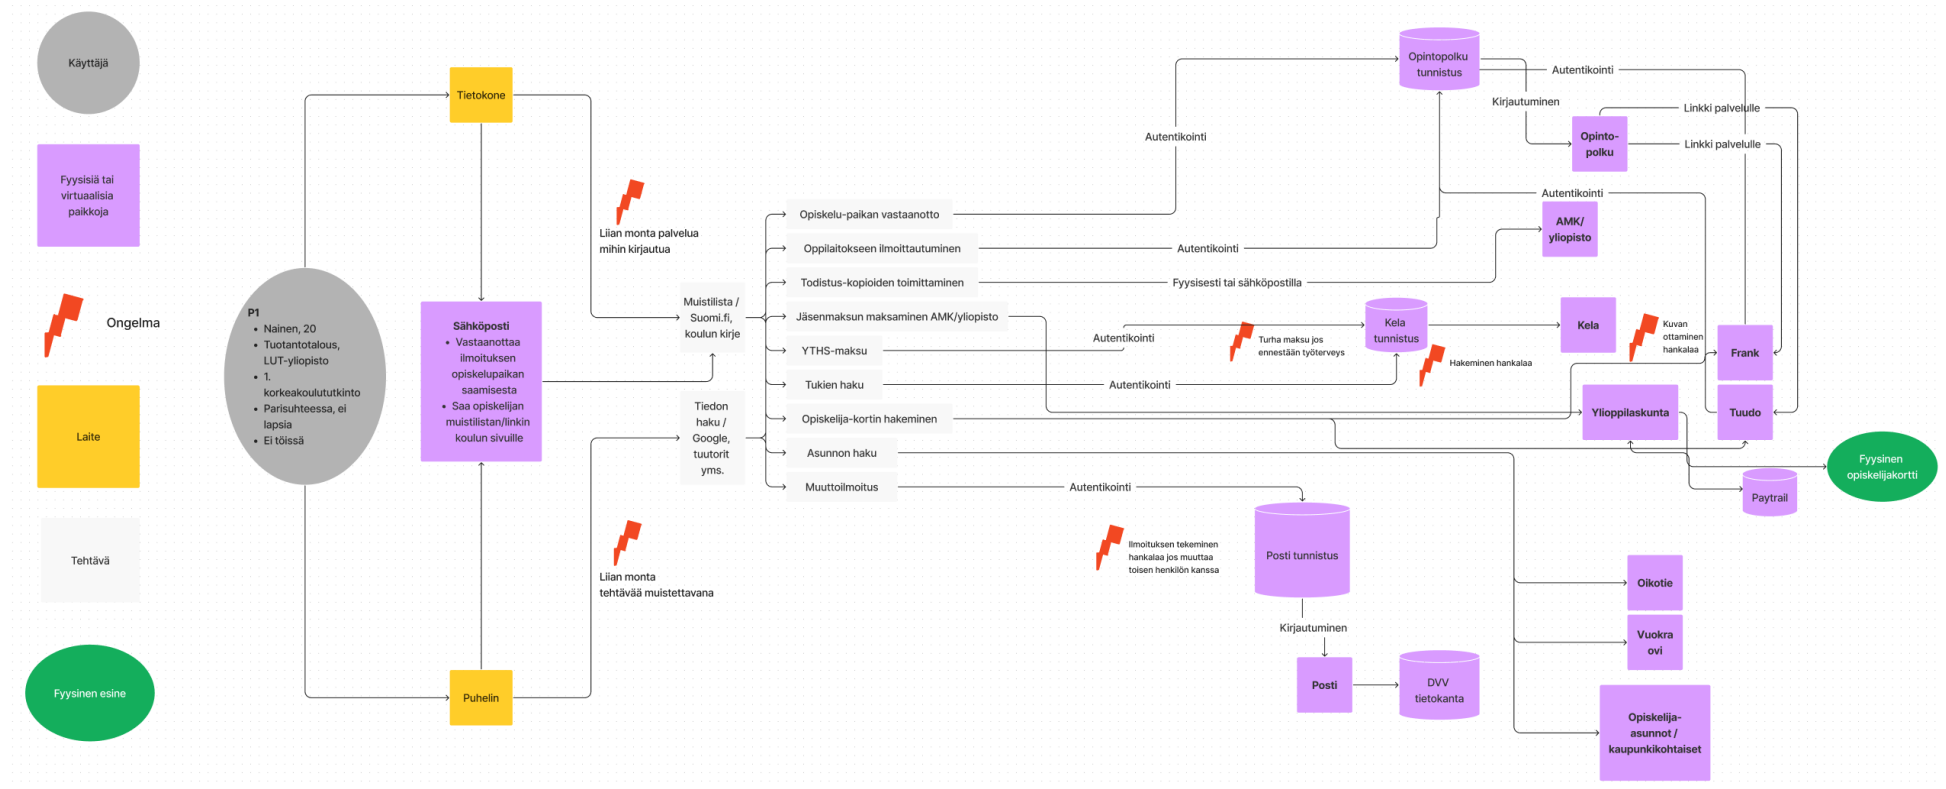 Käyttäjä
Fyysisiä tai
virtuaalisia
paikkoja
Ongelma
Laite
Tehtävä
Fyysinen esine
P1
• Nainen, 20
• Tuotantotalous,
LUT-yliopisto
• 1.
korkeakoulututkinto
• Parisuhteessa, ei
lapsia
• Ei töissä
Tietokone
Sähköposti
• Vastaanottaa
ilmoituksen
opiskelupaikan
saamisesta
• Saa opiskelijan
muistilistan/linkin
koulun sivuille
Puhelin
Liian monta palvelua
mihin kirjautua
Liian monta
tehtävää muistettavana
Muistilista /
Suomi.fi,
koulun kirje
Tiedon
haku /
Google,
tuutorit
yms.
Opiskelu-paikan vastaanotto
Oppilaitokseen ilmoittautuminen
Todistus-kopioiden toimittaminen
Jäsenmaksun maksaminen AMK/yliopisto
YTHS-maksu
Tukien haku
Opiskelija-kortin hakeminen
Asunnon haku
Muuttoilmoitus
Autentikointi
Autentikointi
Fyysisesti tai sähköpostilla
Autentikointi
Autentikointi
Autentikointi
Turha maksu jos
ennestään työterveys
Hakeminen hankalaa
Ilmoituksen tekeminen
hankalaa jos muuttaa
toisen henkilön kanssa
Opintopolku
tunnistus
Autentikointi
Kirjautuminen
Linkki palvelulle
Opinto-
polku
Linkki palvelulle
Autentikointi
AMK/
yliopisto
Kela
tunnistus
Kela
Kuvan
ottaminen
hankalaa
Frank
Ylioppilaskunta
Tuudo
Fyysinen
opiskelijakortti
Paytrail
Posti tunnistus
Kirjautuminen
Posti
DVV
tietokanta
Oikotie
Vuokra
ovi
Opiskelija-
asunnot /
kaupunkikohtaiset